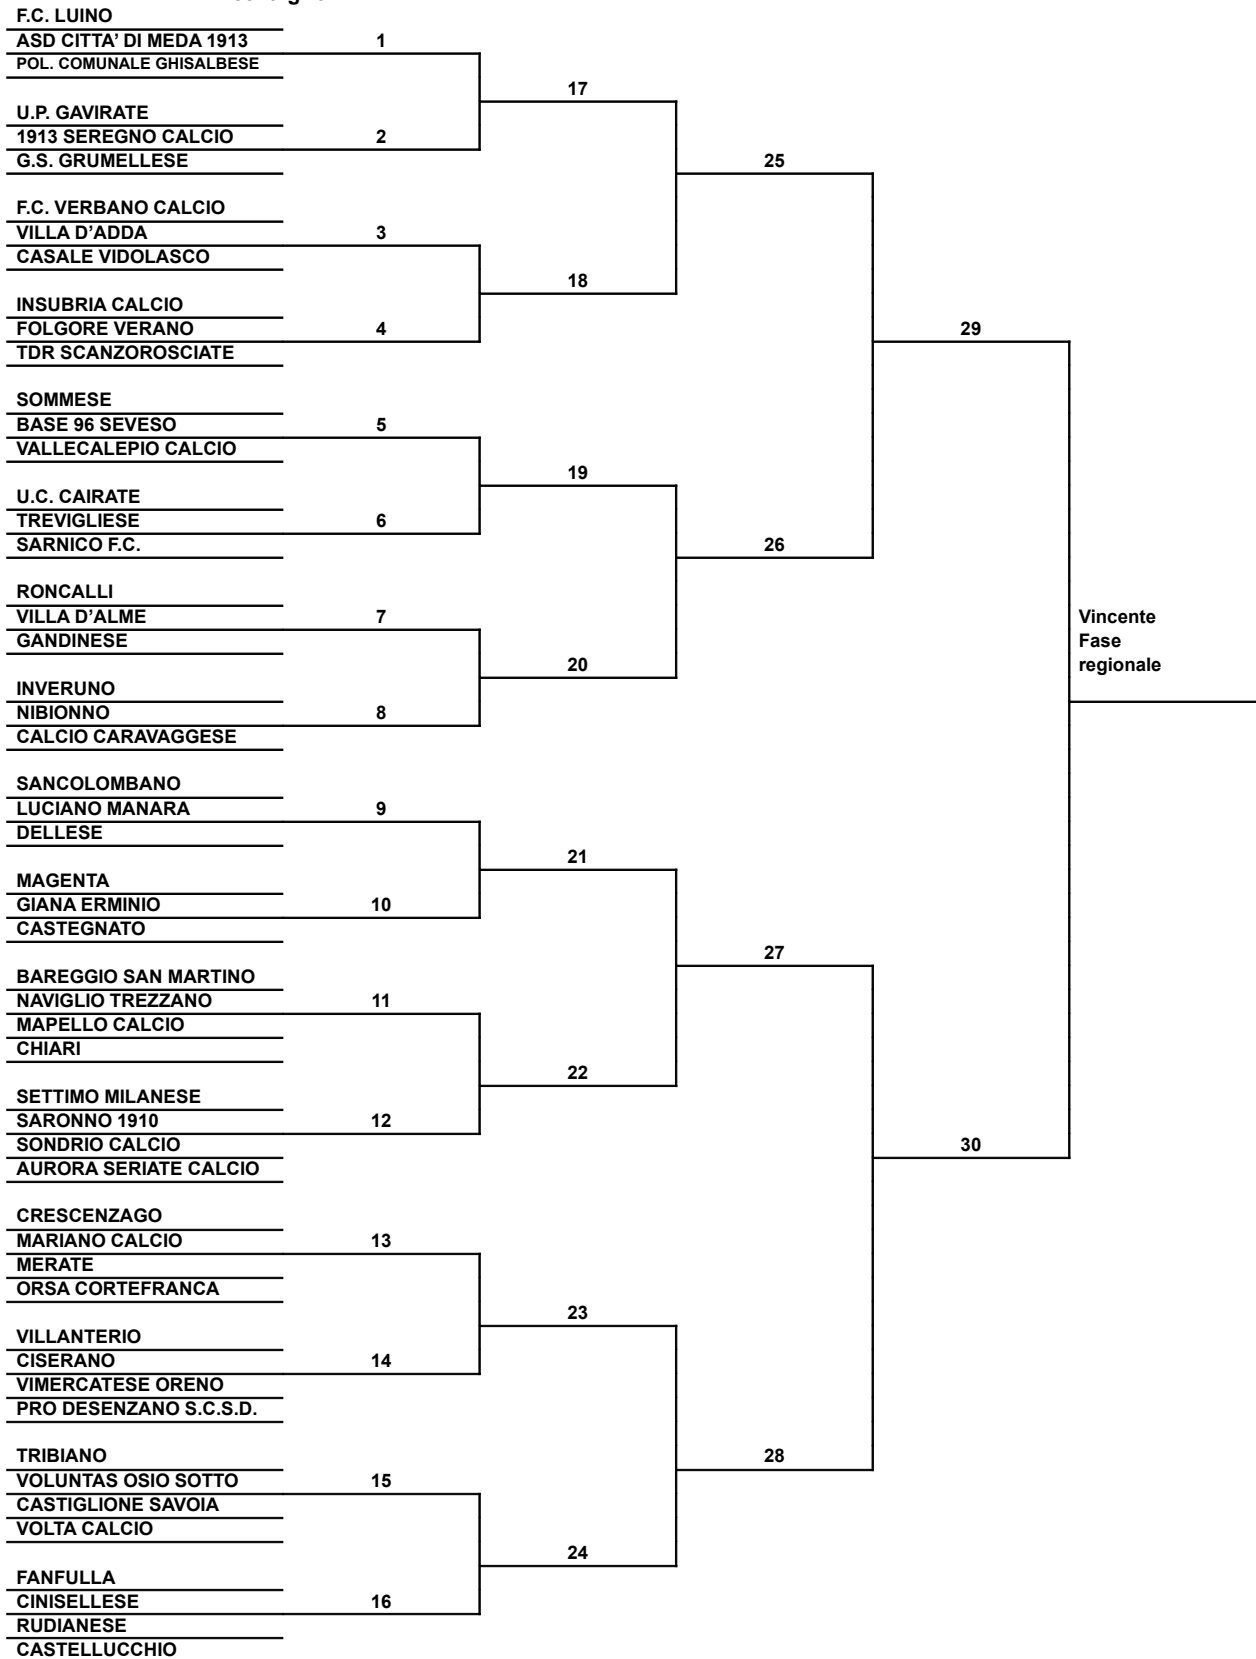 F.C. LUINO
ASD CITTA’ DI MEDA 1913
1
POL. COMUNALE GHISALBESE
17
U.P. GAVIRATE
1913 SEREGNO CALCIO
2
G.S. GRUMELLESE
25
F.C. VERBANO CALCIO
VILLA D’ADDA
3
CASALE VIDOLASCO
18
INSUBRIA CALCIO
FOLGORE VERANO
4
29
TDR SCANZOROSCIATE
SOMMESE
BASE 96 SEVESO
5
VALLECALEPIO CALCIO
19
U.C. CAIRATE
TREVIGLIESE
6
SARNICO F.C.
26
RONCALLI
VILLA D’ALME
7
Vincente
GANDINESE
Fase
20
regionale
INVERUNO
NIBIONNO
8
CALCIO CARAVAGGESE
SANCOLOMBANO
LUCIANO MANARA
9
DELLESE
21
MAGENTA
GIANA ERMINIO
10
CASTEGNATO
27
BAREGGIO SAN MARTINO
NAVIGLIO TREZZANO
11
MAPELLO CALCIO
CHIARI
22
SETTIMO MILANESE
SARONNO 1910
12
SONDRIO CALCIO
30
AURORA SERIATE CALCIO
CRESCENZAGO
MARIANO CALCIO
13
MERATE
ORSA CORTEFRANCA
23
VILLANTERIO
CISERANO
14
VIMERCATESE ORENO
PRO DESENZANO S.C.S.D.
TRIBIANO
28
VOLUNTAS OSIO SOTTO
15
CASTIGLIONE SAVOIA
VOLTA CALCIO
24
FANFULLA
CINISELLESE
16
RUDIANESE
CASTELLUCCHIO